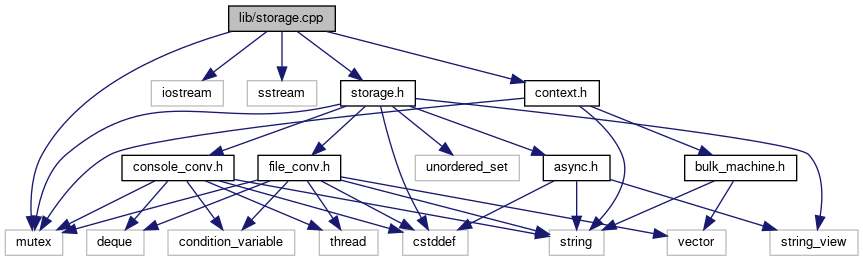 lib/storage.cpp
iostream
sstream
storage.h
context.h
console_conv.h
file_conv.h
unordered_set
async.h
bulk_machine.h
mutex
deque
condition_variable
thread
cstddef
string
vector
string_view